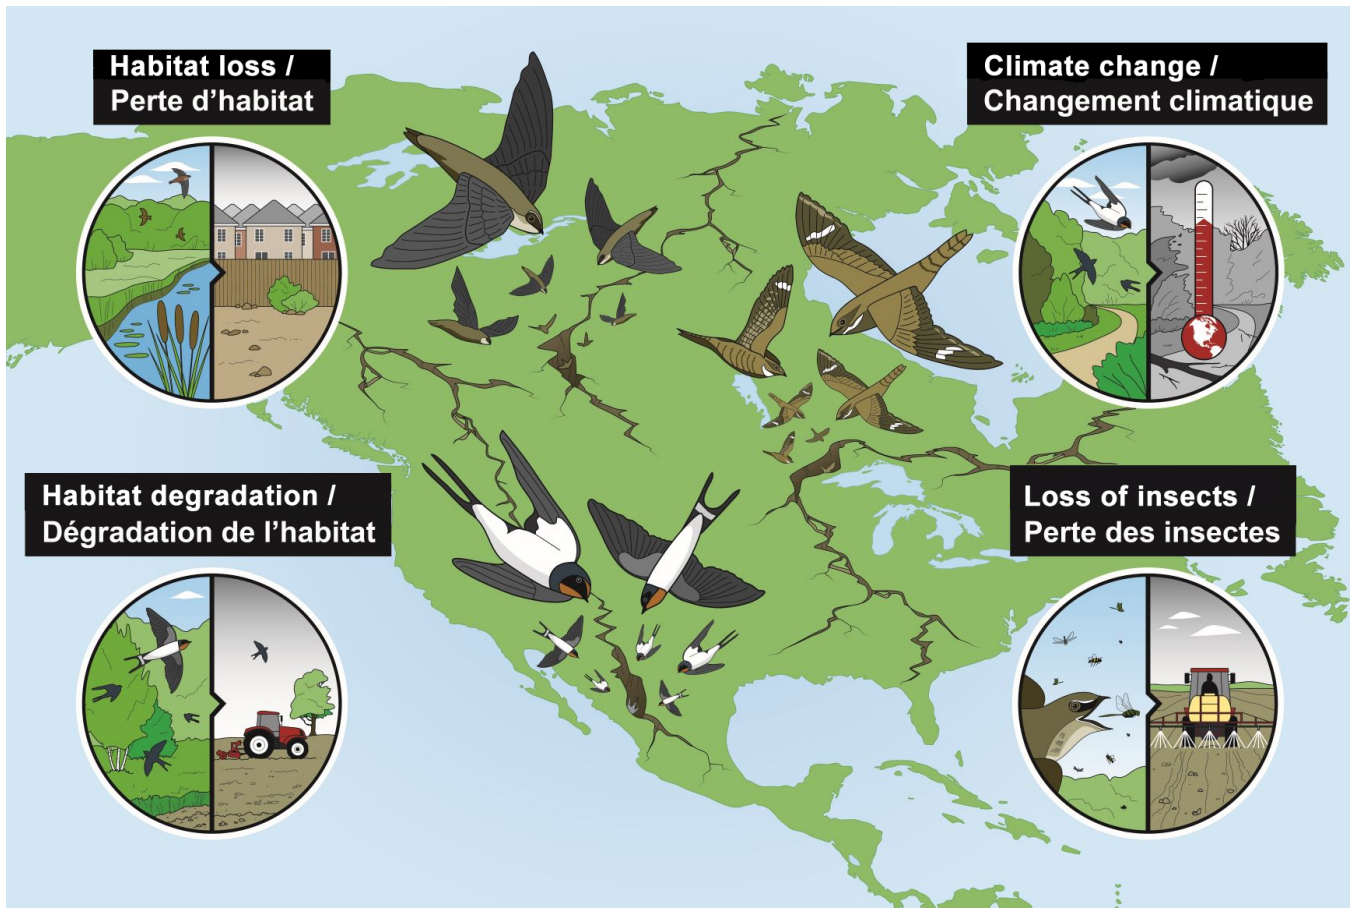 Habitat loss /
Perte d'habitat
Climate change /
Changement climatique
Habitat degradation /
Dégradation de l'habitat
Loss of insects /
Perte des insectes